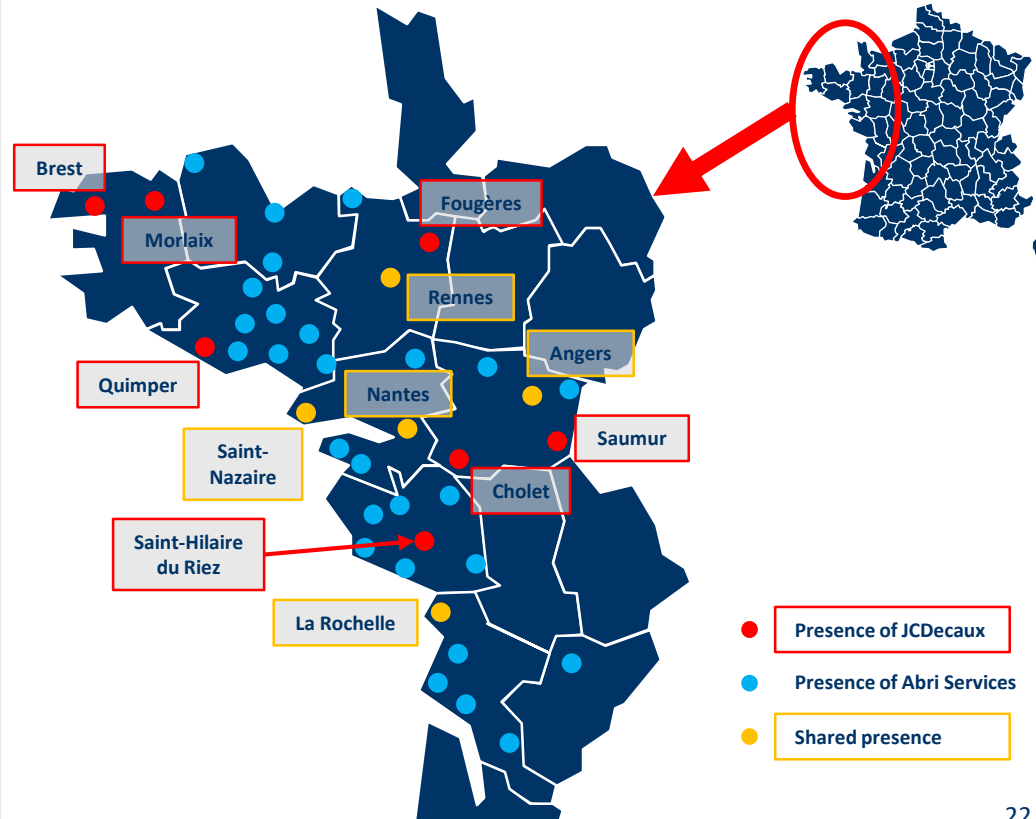 Brest
Fougères
Morlaix
Rennes
Angers
Quimper
Nantes
Saint-
Nazaire
Saumur
Cholet
Saint-Hilaire
du Riez
La Rochelle
Presence of JCDecaux
Presence of Abri Services
Shared presence
22